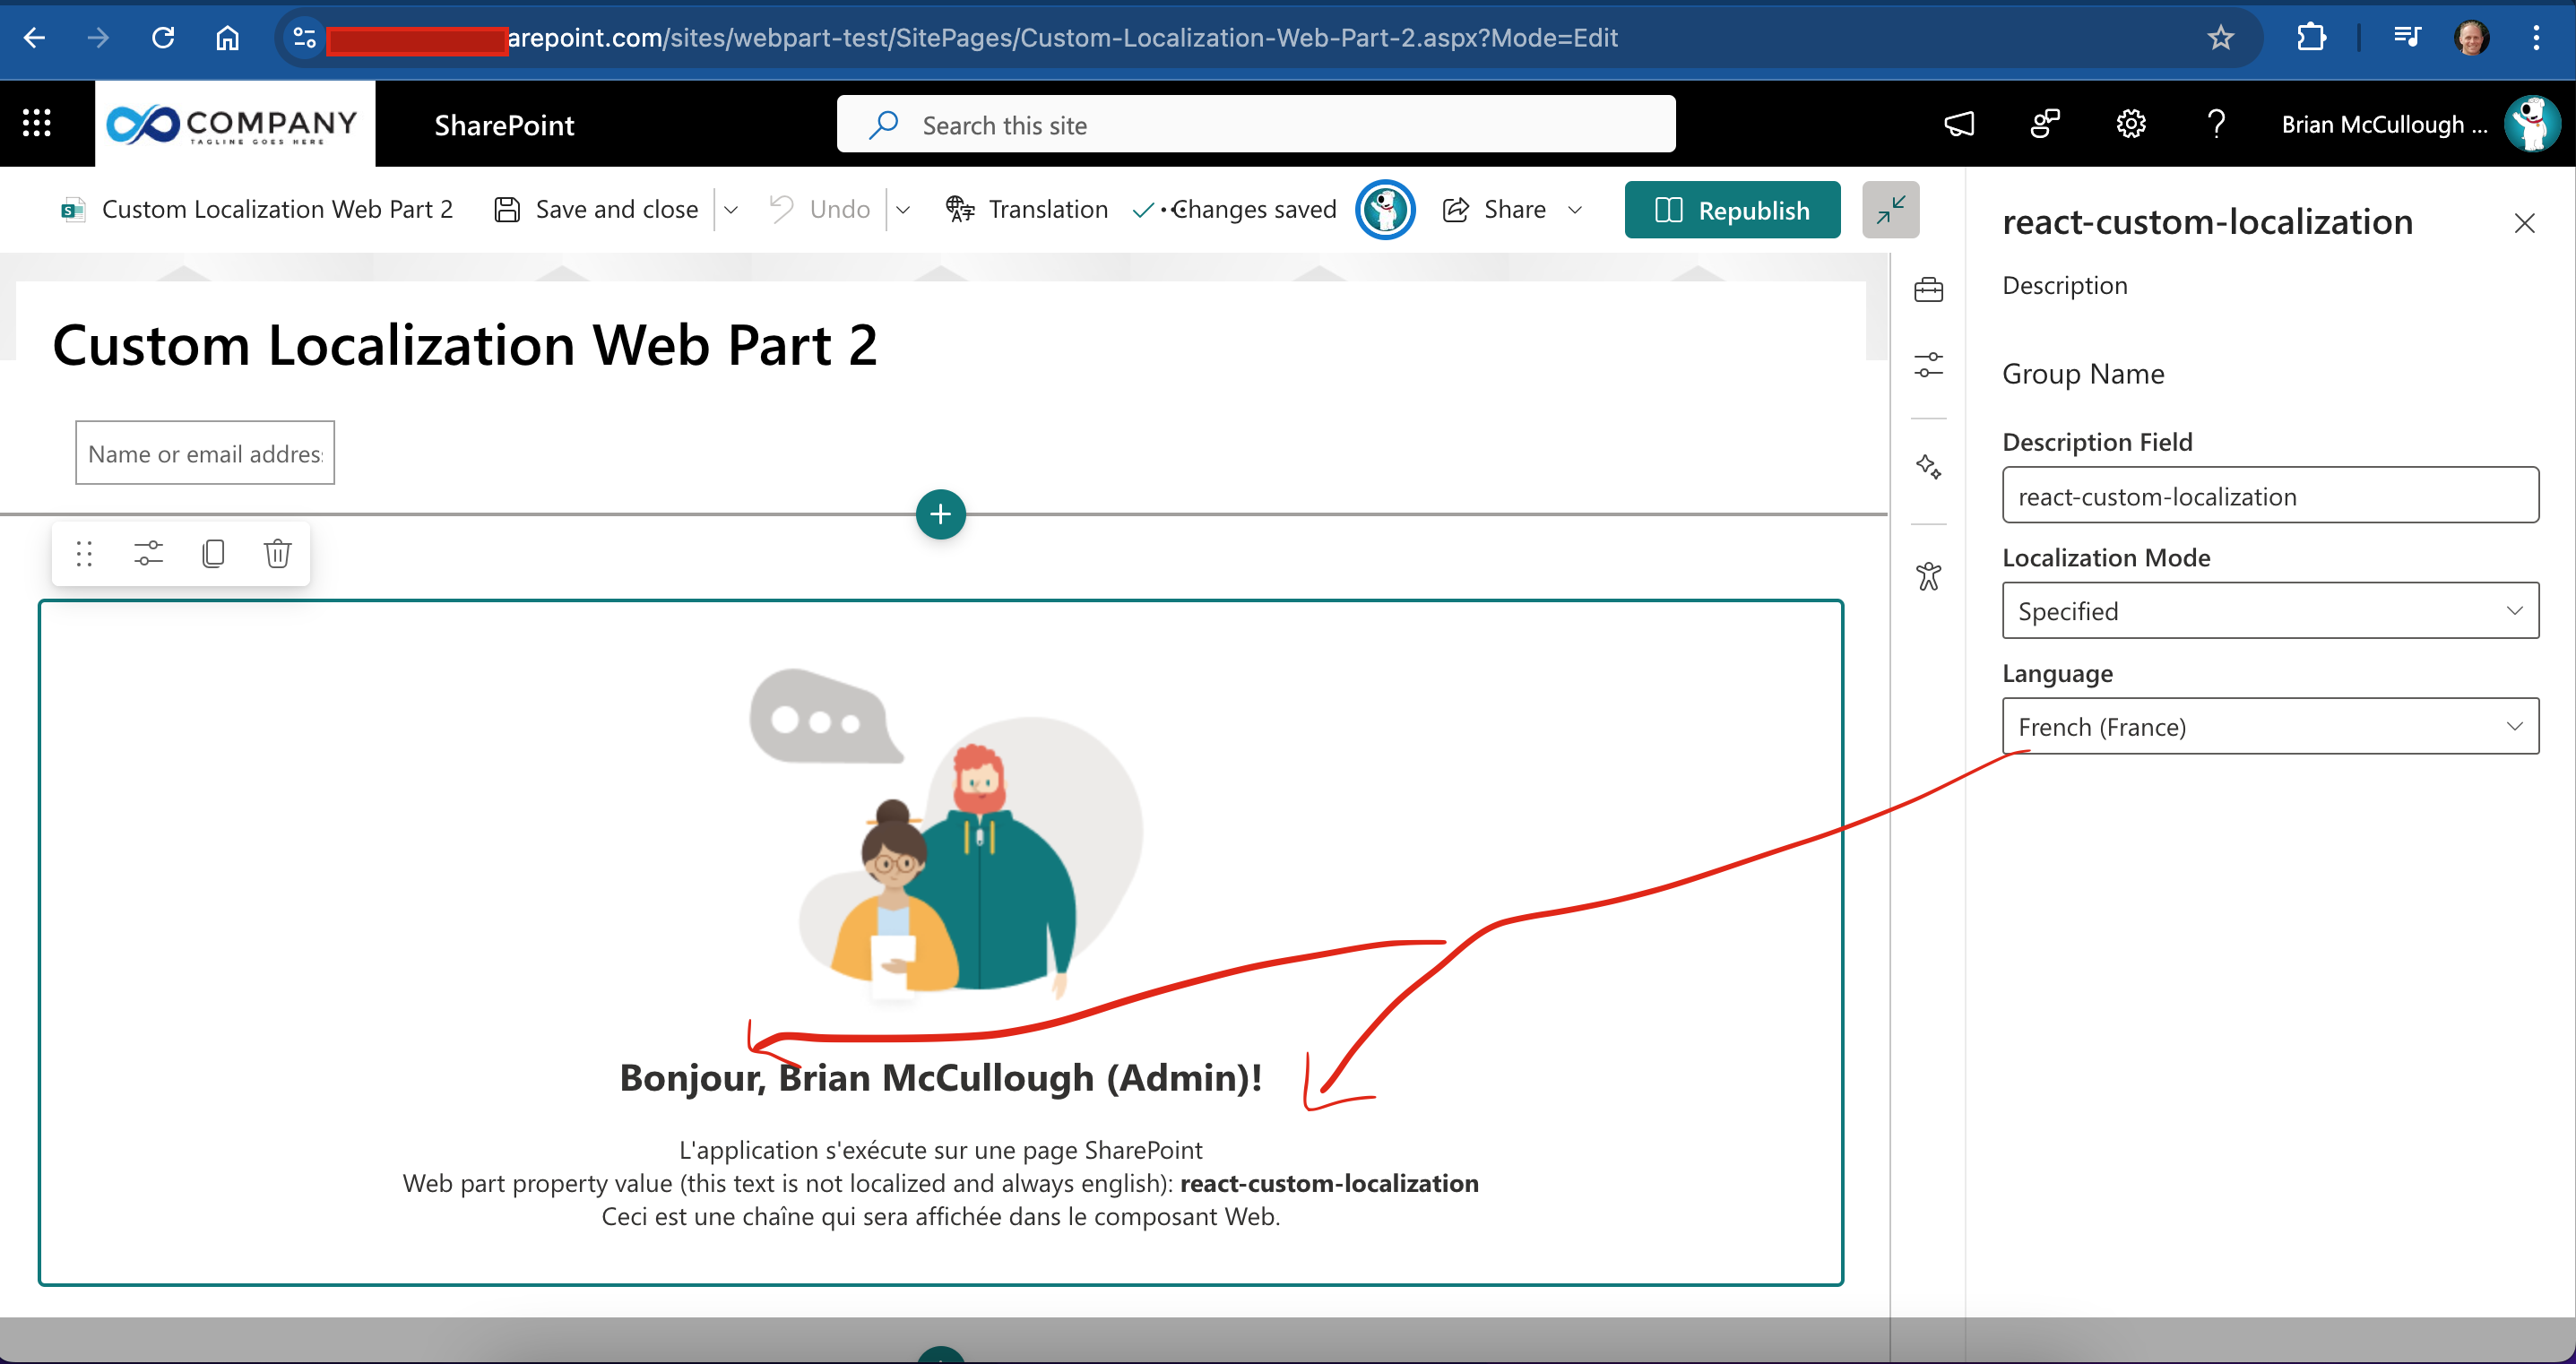 arepoint.com/sites/webpart-test/SitePages/Custom-Localization-Web-Part-2.aspx?Mode=Edit
COMPANY
TAGLINE GOES HERE
SharePoint
Search this site
Brian McCullough ...
Custom Localization Web Part 2
Save and close
Undo
Translation
Changes saved
Share
Republish
Custom Localization Web Part 2
Name or email addres
Bonjour, Brian McCullough (Admin)!
L'application s'exécute sur une page SharePoint
Web part property value (this text is not localized and always english): react-custom-localization
Ceci est une chaîne qui sera affichée dans le composant Web.
react-custom-localization
Description
Group Name
Description Field
react-custom-localization
Localization Mode
Specified
Language
French (France)